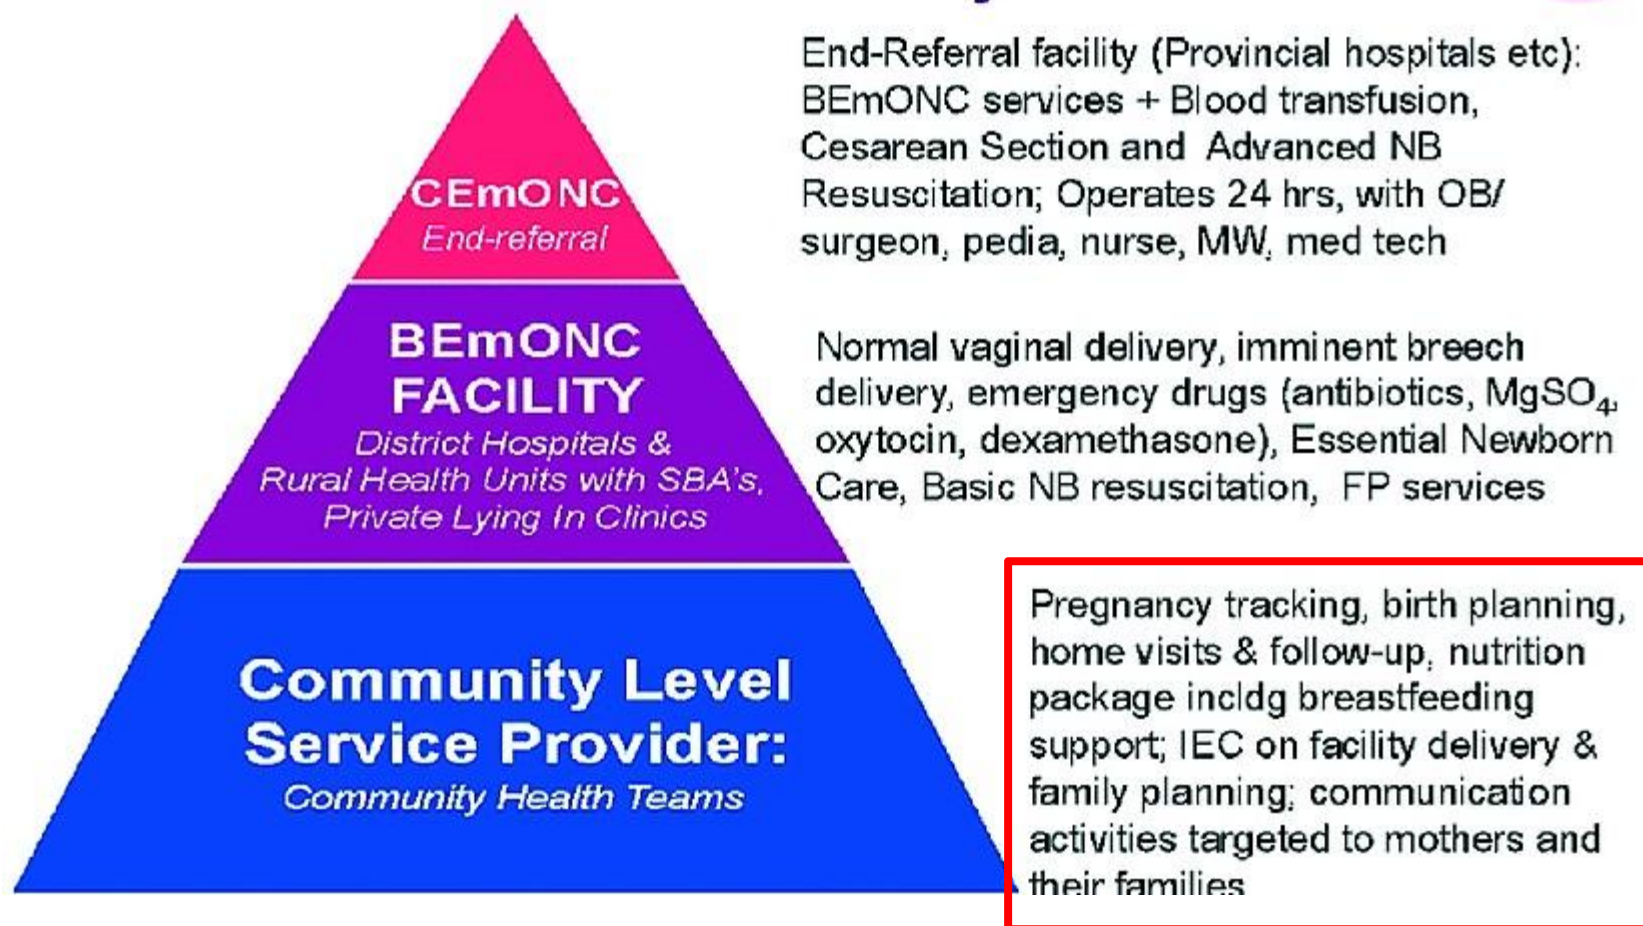 CEmONC
End-referral
BEmONC
FACILITY
District Hospitals &
Rural Health Units with SBA's,
Private Lying In Clinics
Community Level
Service Provider:
Community Health Teams
End-Referral facility (Provincial hospitals etc):
BEmONC services + Blood transfusion,
Cesarean Section and Advanced NB
Resuscitation; Operates 24 hrs, with OB/
surgeon, pedia, nurse, MW, med tech
Normal vaginal delivery, imminent breech
delivery, emergency drugs (antibiotics, MgSO₄,
oxytocin, dexamethasone), Essential Newborn
Care, Basic NB resuscitation, FP services
Pregnancy tracking, birth planning,
home visits & follow-up, nutrition
package incldg breastfeeding
support; IEC on facility delivery &
family planning; communication
activities targeted to mothers and
their families